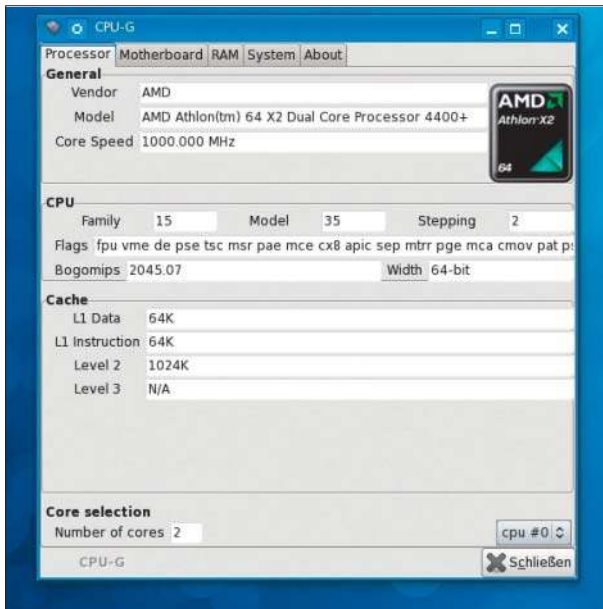 CPU-G
Processor Motherboard RAM System About
General
Vendor AMD
Model AMD Athlon(tm) 64 X2 Dual Core Processor 4400+
Core Speed 1000.000 MHz
AMD
Athlon X2
64
CPU
Family 15 Model 35 Stepping 2
Flags fpu vme de pse tsc msr pae mce cx8 apic sep mtrr pge mca cmov pat
Bogomips 2045.07 Width 64-bit
Cache
L1 Data 64K
L1 Instruction 64K
Level 2 1024K
Level 3 N/A
Core selection
Number of cores 2 cpu #0
CPU-G Schließen